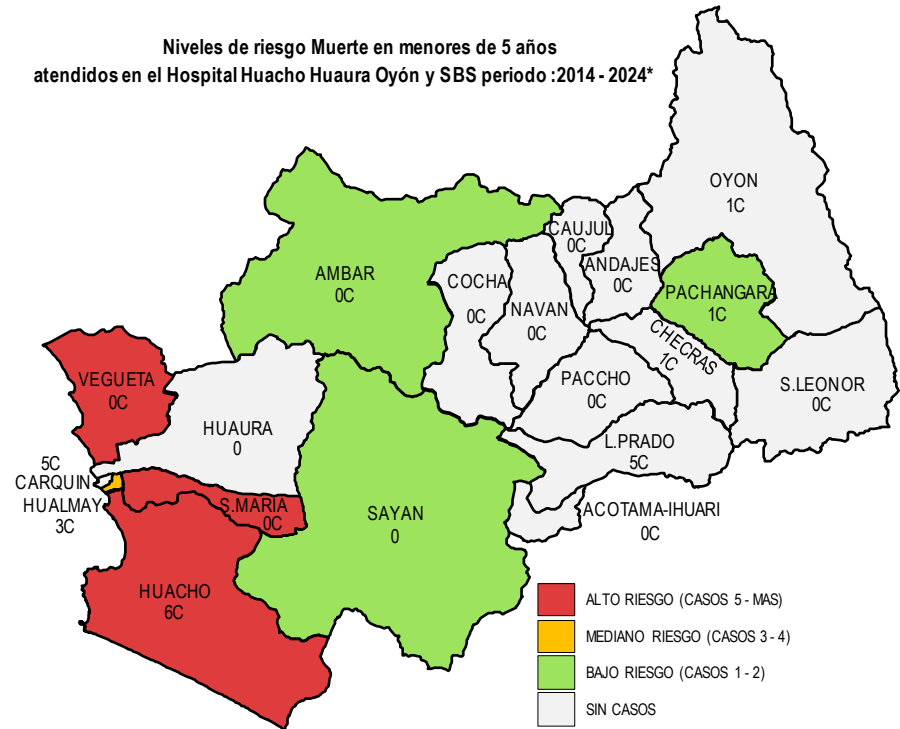 Niveles de riesgo Muerte en menores de 5 años
atendidos en el Hospital Huacho Huaura Oyón y SBS periodo :2014 - 2024*
OYON
1C
CAUJUL
0C
ANDAJES
0C
AMBAR
0C
COCHA
0C
NAVAN
0C
PACHANGARA
1C
CHECRAS
1C
VEGUETA
0C
PACCHO
0C
S.LEONOR
0C
HUAURA
0
L.PRADO
5C
5C
CARQUIN
HUALMAY
3C
S.MARIA
0C
SAYAN
0
ACOTAMA-IHUARI
0C
HUACHO
6C
ALTO RIESGO (CASOS 5 - MAS)
MEDIANO RIESGO (CASOS 3 - 4)
BAJO RIESGO (CASOS 1 - 2)
SIN CASOS